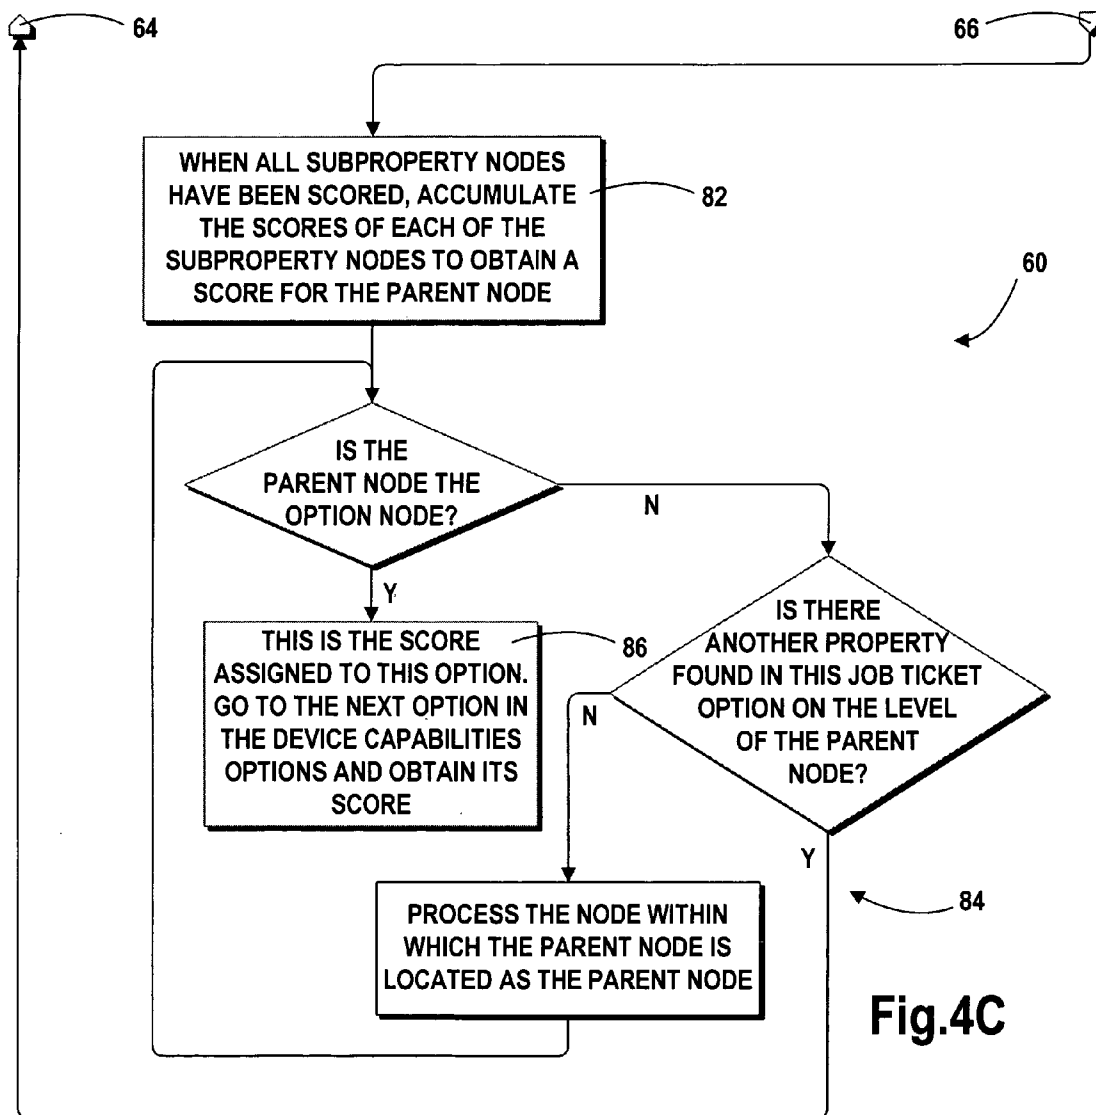 64
66
WHEN ALL SUBPROPERTY NODES
HAVE BEEN SCORED, ACCUMULATE
THE SCORES OF EACH OF THE
SUBPROPERTY NODES TO OBTAIN A
SCORE FOR THE PARENT NODE
82
60
IS THE
PARENT NODE THE
OPTION NODE?
N
Y
IS THERE
ANOTHER PROPERTY
FOUND IN THIS JOB TICKET
OPTION ON THE LEVEL
OF THE PARENT
NODE?
THIS IS THE SCORE
ASSIGNED TO THIS OPTION.
GO TO THE NEXT OPTION IN
THE DEVICE CAPABILITIES
OPTIONS AND OBTAIN ITS
SCORE
86
N
Y
84
PROCESS THE NODE WITHIN
WHICH THE PARENT NODE IS
LOCATED AS THE PARENT NODE
Fig.4C